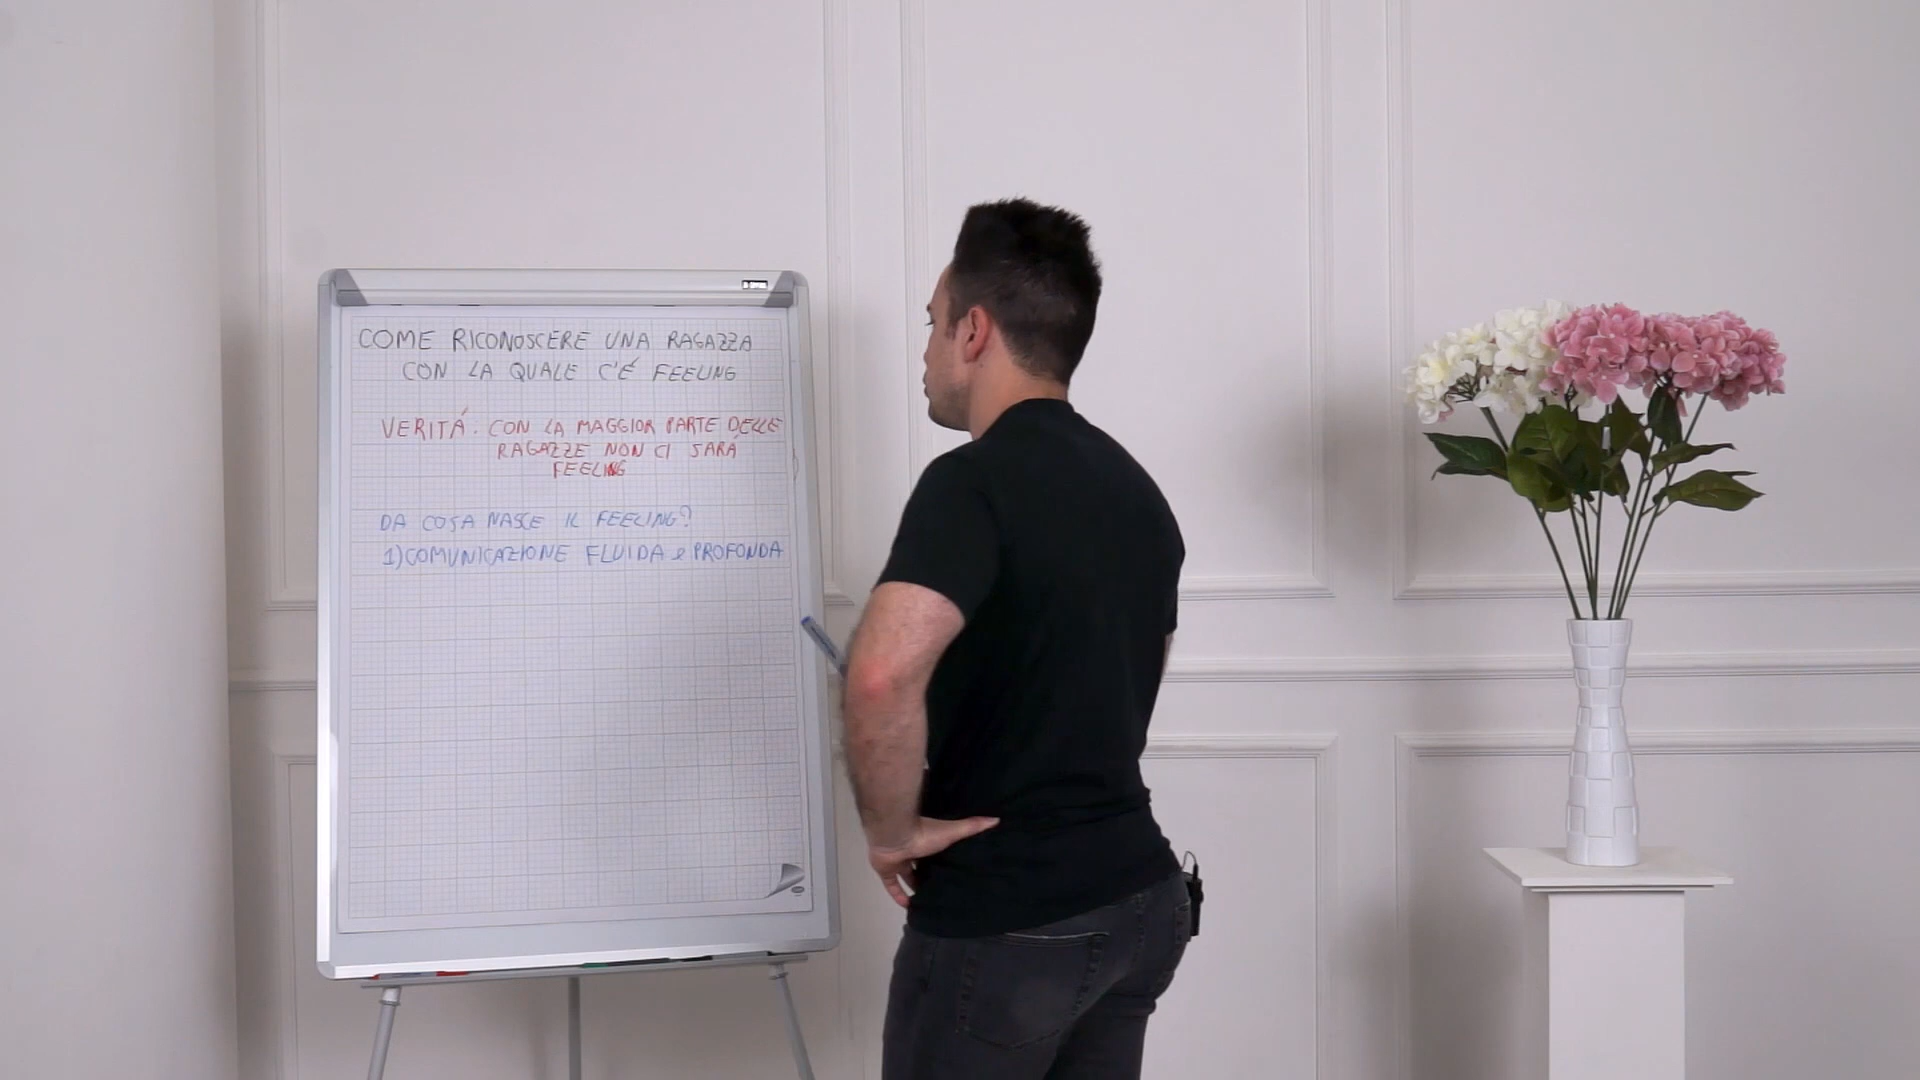 COME RICONOSCERE UNA RAGAZZA
CON LA QUALE C'É FEELING
VERITÁ: CON LA MAGGIOR PARTE DELLE
RAGAZZE NON CI SARÁ
FEELING
DA COSA NASCE IL FEELING?
1) COMUNICAZIONE FLUIDA e PROFONDA